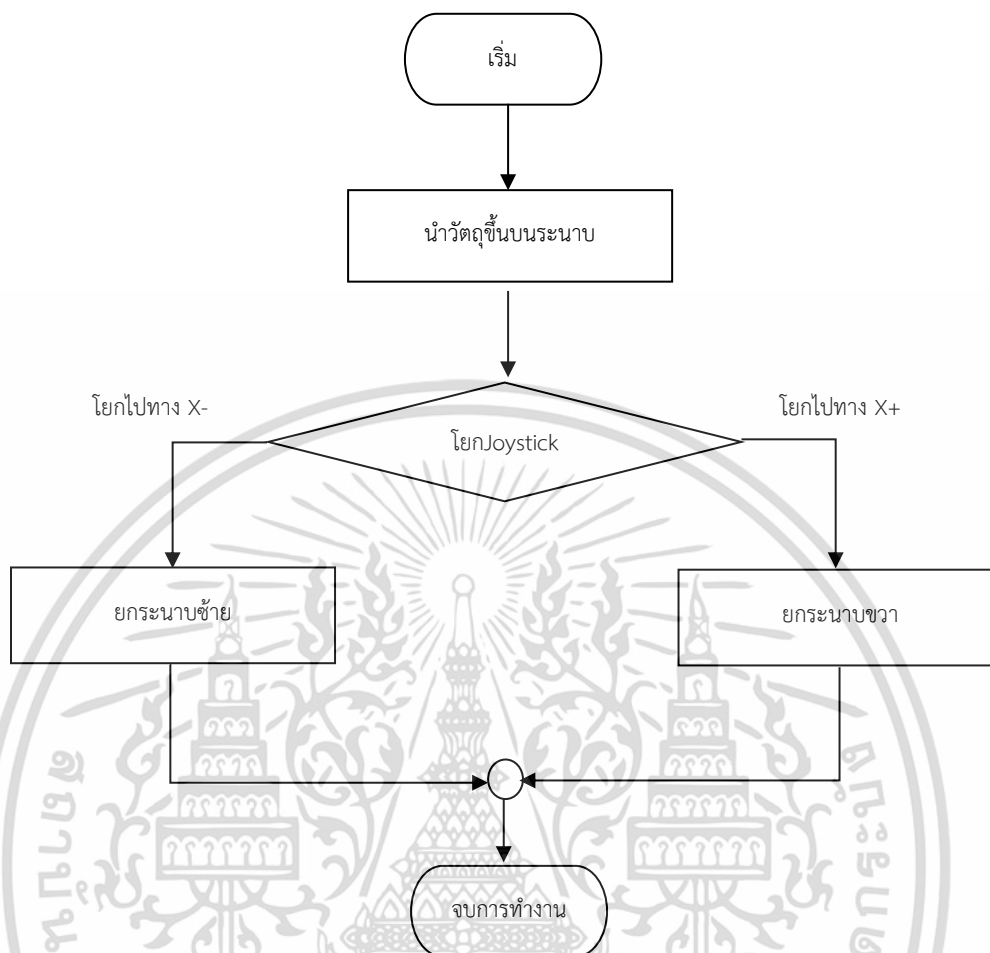 เริ่ม
นำวัตถุขึ้นบนระนาบ
โยกไปทาง X-
โยกไปทาง X+
โยกJoystick
ยกระนาบซ้าย
ยกระนาบขวา
จบการทำงาน